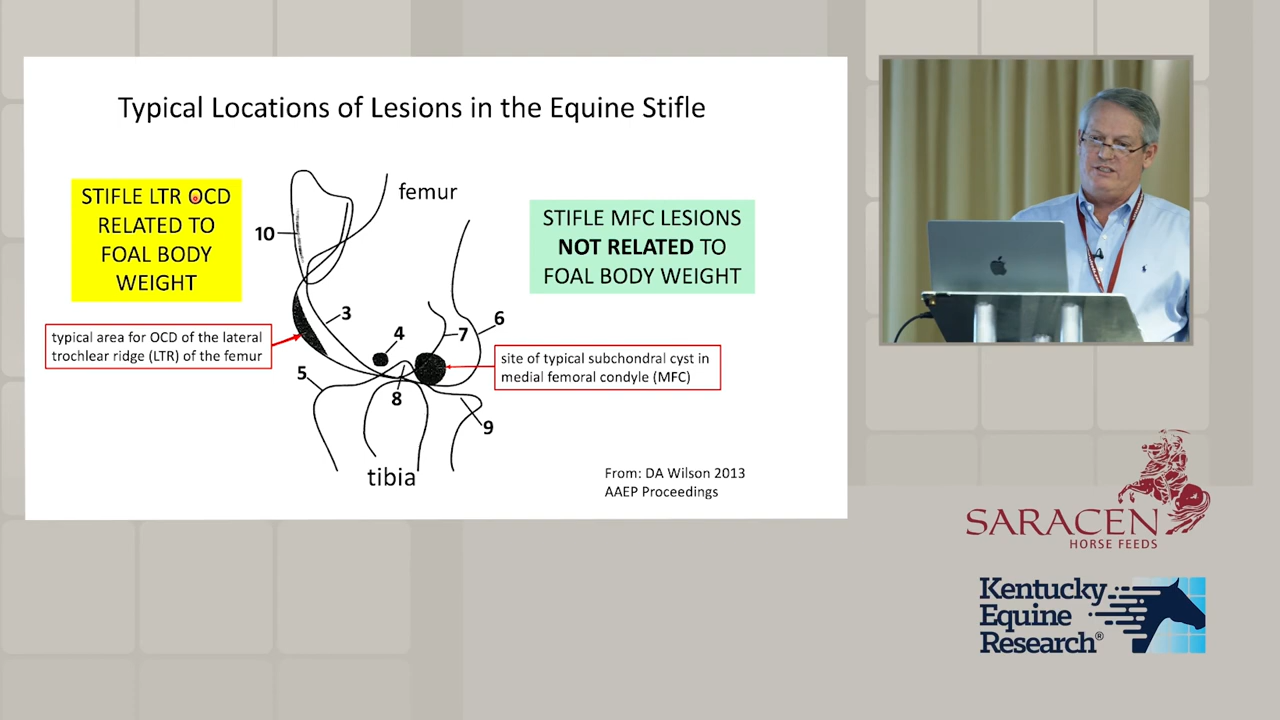 Typical Locations of Lesions in the Equine Stifle
STIFLE LTR OCD
RELATED TO
FOAL BODY
WEIGHT
femur
STIFLE MFC LESIONS
NOT RELATED TO
FOAL BODY WEIGHT
10
3
4
7
6
typical area for OCD of the lateral
trochlear ridge (LTR) of the femur
site of typical subchondral cyst in
medial femoral condyle (MFC)
5
8
9
tibia
From: DA Wilson 2013
AAEP Proceedings
SARACEN
HORSE FEEDS
Kentucky
Equine
Research®